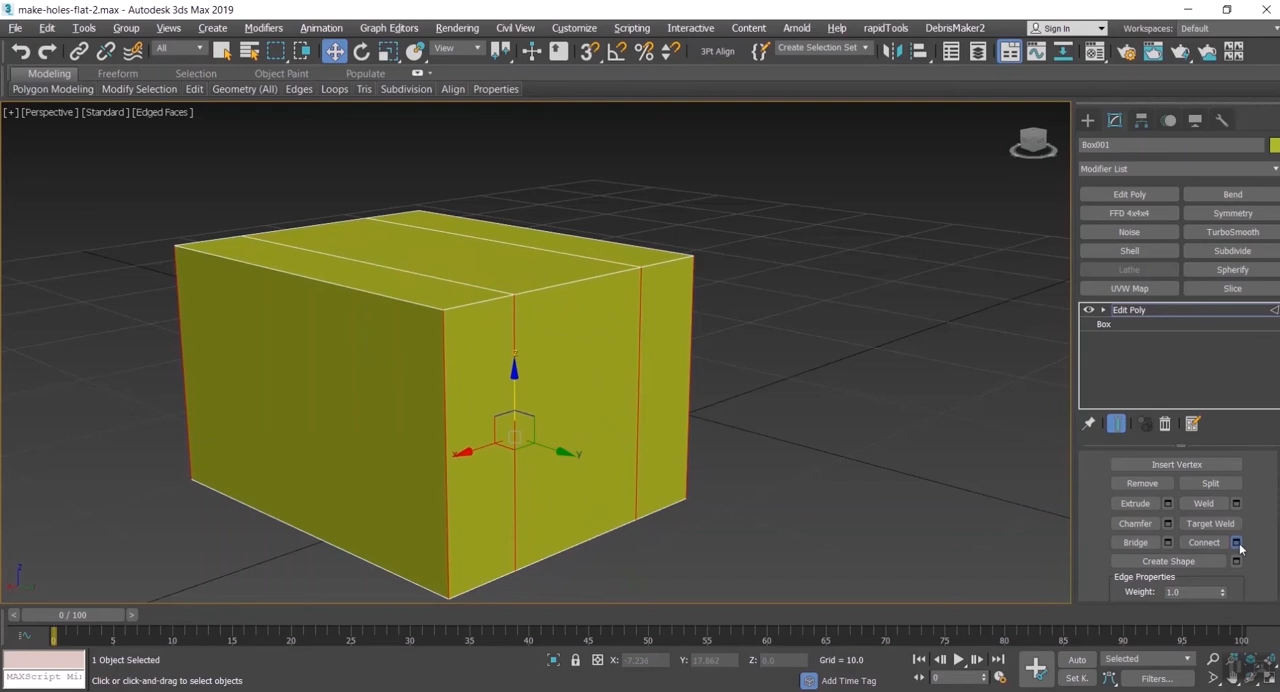 make-holes-flat-2.max - Autodesk 3ds Max 2019
File Edit Tools Group Views Create Modifiers Animation Graph Editors Rendering Civil View Customize Scripting Interactive Content Arnold Help rapidTools DebrisMaker2 Sign In Workspaces: Default
All View 3Pt Align Create Selection Set
Modeling Freeform Selection Object Paint Populate
Polygon Modeling Modify Selection Edit Geometry (All) Edges Loops Tris Subdivision Align Properties
[+] [Perspective ] [Standard ] [Edged Faces ]
Box001
Modifier List
Edit Poly Bend
FFD 4x4x4 Symmetry
Noise TurboSmooth
Shell Subdivide
Lathe Spherify
UVW Map Slice
Edit Poly
Box
z
x
y
Insert Vertex
Remove Split
Extrude Weld
Chamfer Target Weld
Bridge Connect
Create Shape
Edge Properties
Weight: 1.0
z
< 0 / 100 >
0 5 10 15 20 25 30 35 40 45 50 55 60 65 70 75 80 85 90 95 100
1 Object Selected X: -7.236 Y: 17.862 Z: 0.0 Grid = 10.0 Auto Selected
MAXScript Mi: Click or click-and-drag to select objects Add Time Tag 0 Set K. Filters...